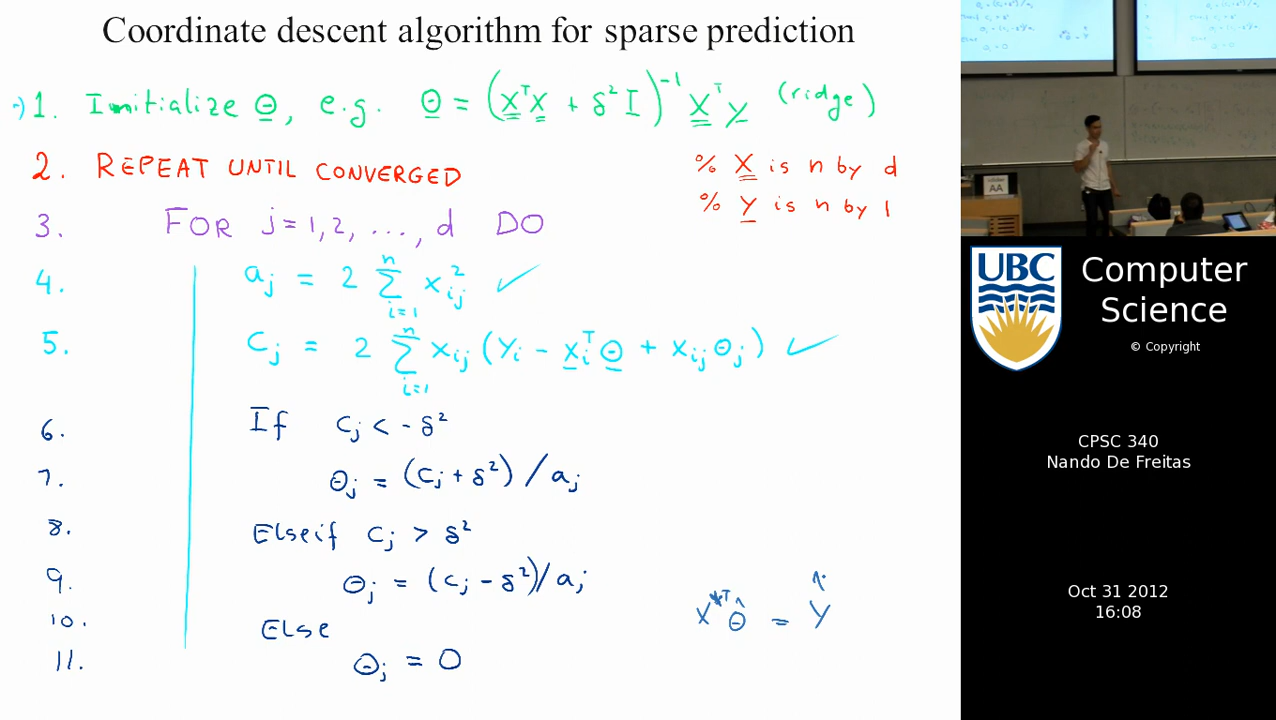 Coordinate descent algorithm for sparse prediction
1. Initialize θ, e.g. θ = (XᵀX + δ²I)⁻¹ Xᵀy (ridge)
2. REPEAT UNTIL CONVERGED
% X is n by d
% Y is n by 1
3. FOR j=1,2, ..., d DO
4. aⱼ = 2 Σᵢ₌₁ⁿ xᵢⱼ² ✓
5. cⱼ = 2 Σᵢ₌₁ⁿ xᵢⱼ (yᵢ - xᵢᵀθ + xᵢⱼθⱼ) ✓
6. If cⱼ < -δ²
7. θⱼ = (cⱼ + δ²) / aⱼ
8. Elseif cⱼ > δ²
9. θⱼ = (cⱼ - δ²)/aⱼ
10. Else
11. θⱼ = 0
X*ᵀ θ̂ = ŷ
AA
UBC
Computer
Science
© Copyright
CPSC 340
Nando De Freitas
Oct 31 2012
16:08